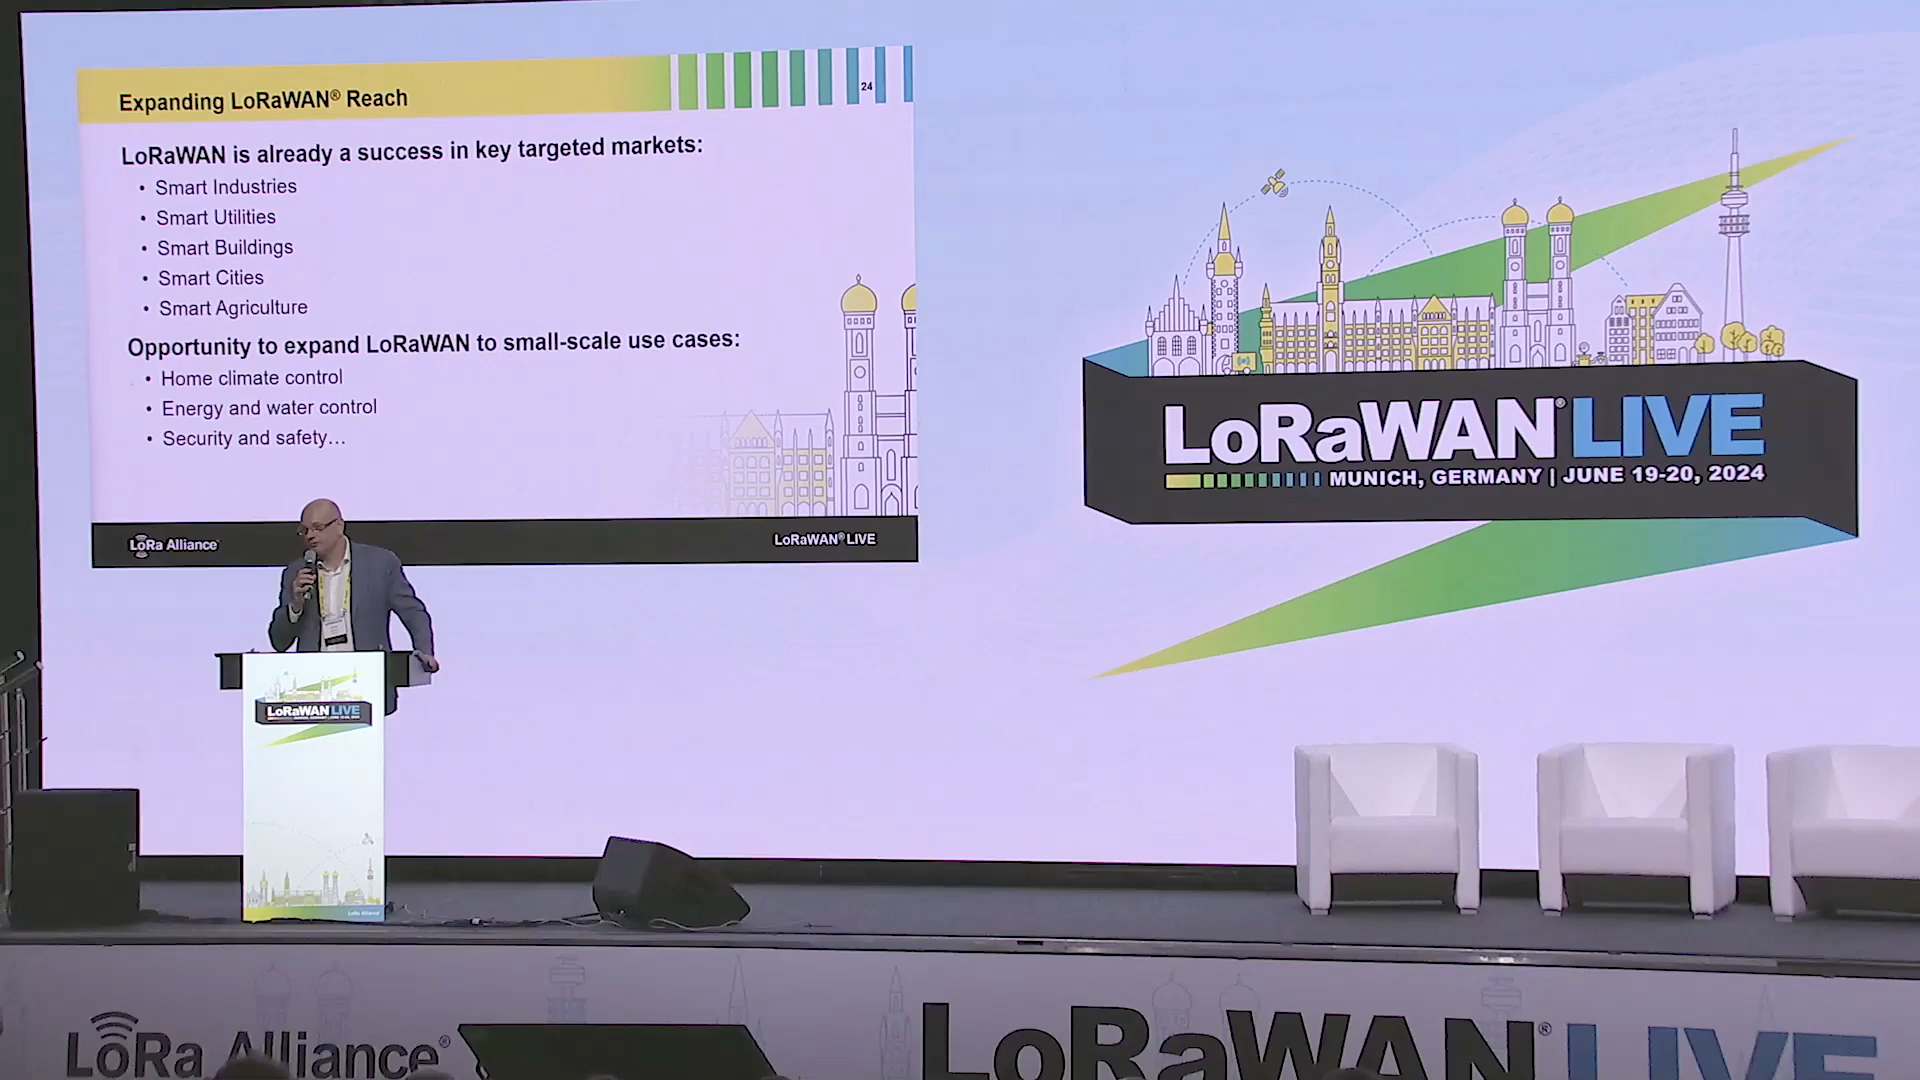 Expanding LoRaWAN® Reach
24
LoRaWAN is already a success in key targeted markets:
• Smart Industries
• Smart Utilities
• Smart Buildings
• Smart Cities
• Smart Agriculture
Opportunity to expand LoRaWAN to small-scale use cases:
• Home climate control
• Energy and water control
• Security and safety…
LoRa Alliance
LoRaWAN® LIVE
LoRaWAN® LIVE
MUNICH, GERMANY | JUNE 19-20, 2024
LoRaWAN LIVE
LoRa Alliance®
LoRaWAN® LIVE